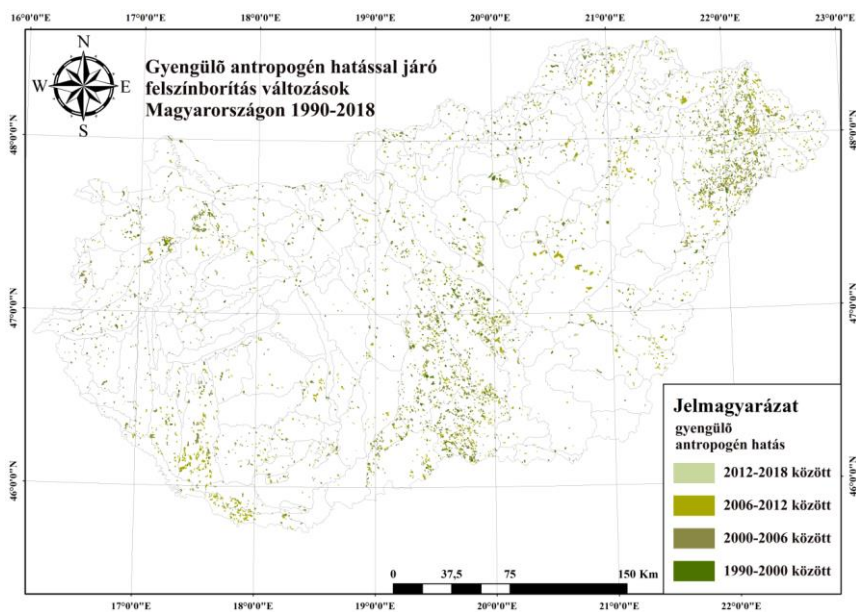 16°0'0"E 17°0'0"E 18°0'0"E 19°0'0"E 20°0'0"E 21°0'0"E 22°0'0"E 23°0'0"E
N
W E
S
Gyengülõ antropogén hatással járó
felszínborítás változások
Magyarországon 1990-2018
48°0'0"N 48°0'0"N
47°0'0"N 47°0'0"N
46°0'0"N 46°0'0"N
Jelmagyarázat
gyengülõ
antropogén hatás
2012-2018 között
2006-2012 között
2000-2006 között
1990-2000 között
0 37,5 75 150 Km
17°0'0"E 18°0'0"E 19°0'0"E 20°0'0"E 21°0'0"E 22°0'0"E